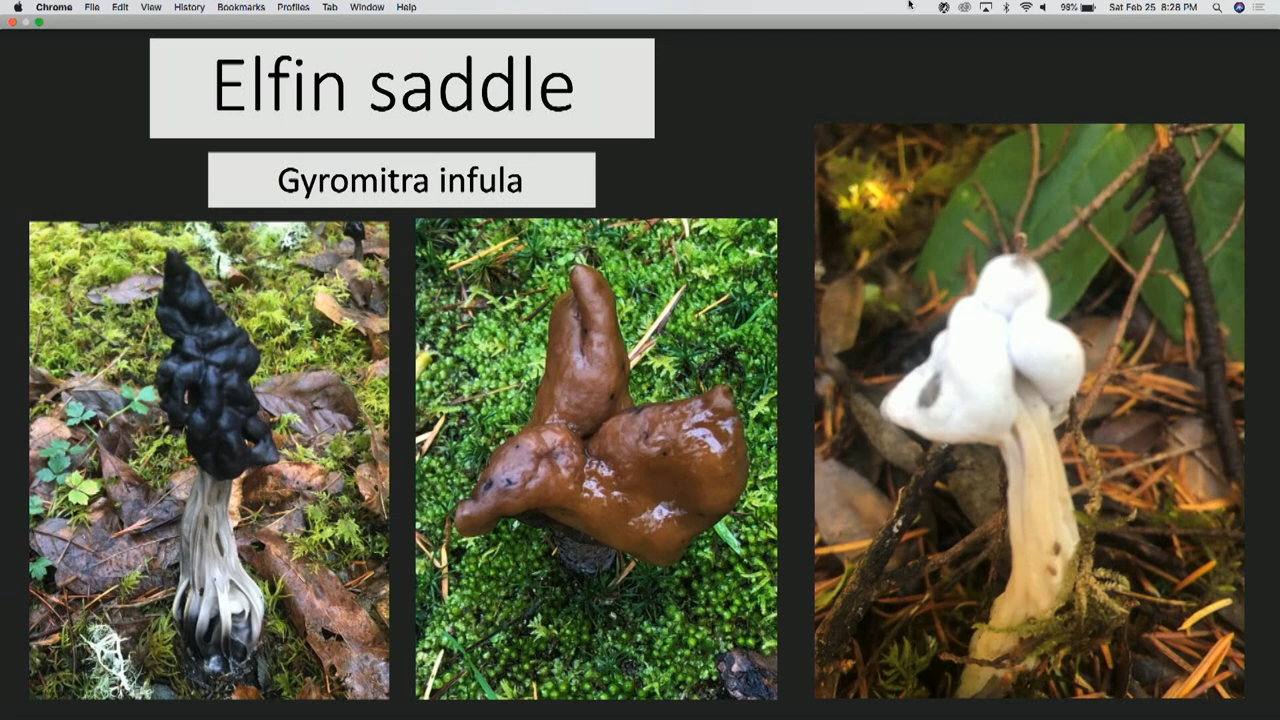 Chrome File Edit View History Bookmarks Profiles Tab Window Help 98% Sat Feb 25 8:28 PM
Elfin saddle
Gyromitra infula